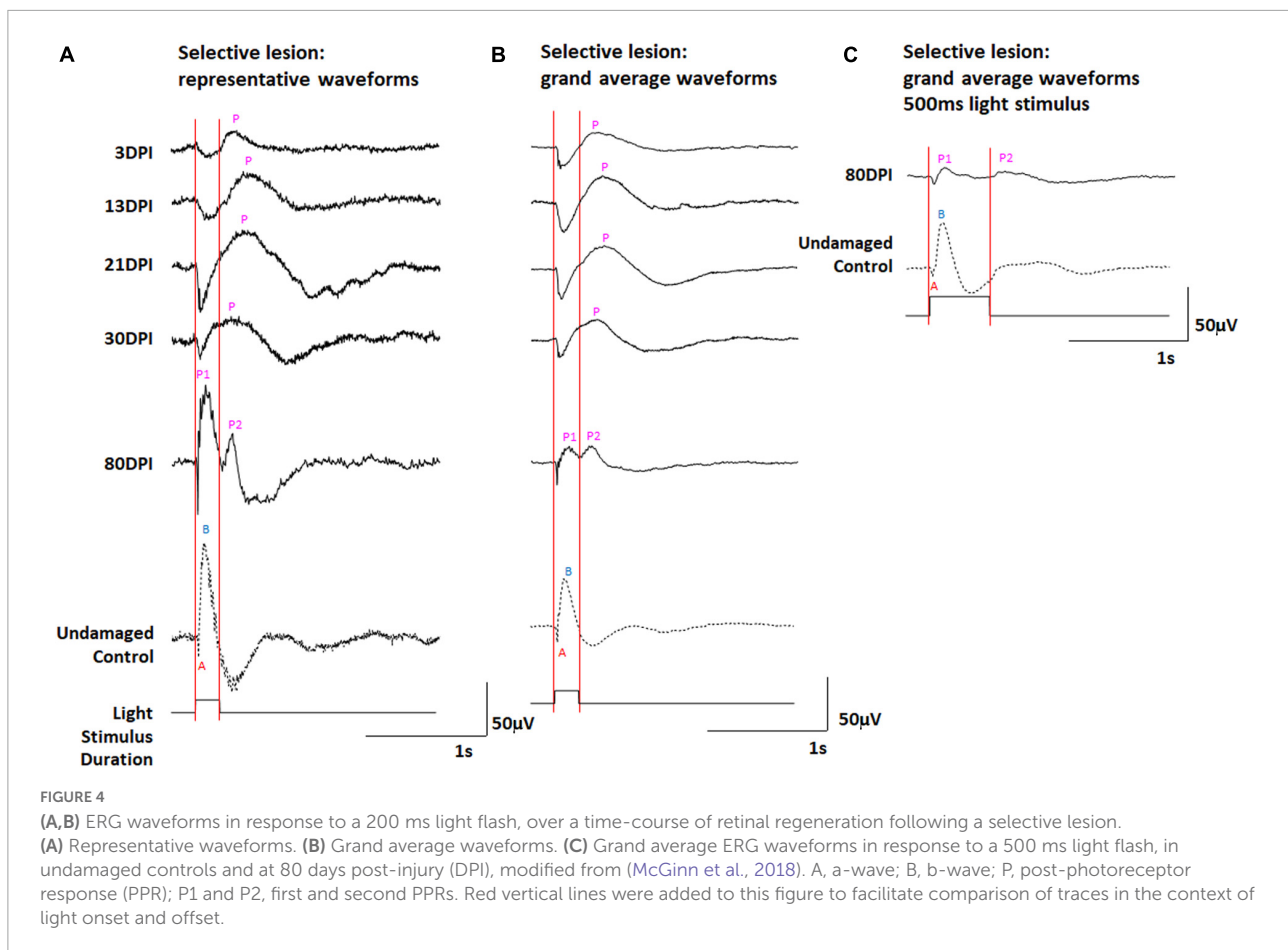 A
Selective lesion:
representative waveforms
P
3DPI
P
13DPI
P
21DPI
P
30DPI
P1
P2
80DPI
B
Undamaged
Control
A
Light
Stimulus
Duration
50µV
1s
B
Selective lesion:
grand average waveforms
P
P
P
P
P1 P2
B
A
50µV
1s
C
Selective lesion:
grand average waveforms
500ms light stimulus
P1 P2
80DPI
B
Undamaged
Control
A
50µV
1s
FIGURE 4
(A,B) ERG waveforms in response to a 200 ms light flash, over a time-course of retinal regeneration following a selective lesion.
(A) Representative waveforms. (B) Grand average waveforms. (C) Grand average ERG waveforms in response to a 500 ms light flash, in
undamaged controls and at 80 days post-injury (DPI), modified from (McGinn et al., 2018). A, a-wave; B, b-wave; P, post-photoreceptor
response (PPR); P1 and P2, first and second PPRs. Red vertical lines were added to this figure to facilitate comparison of traces in the context of
light onset and offset.